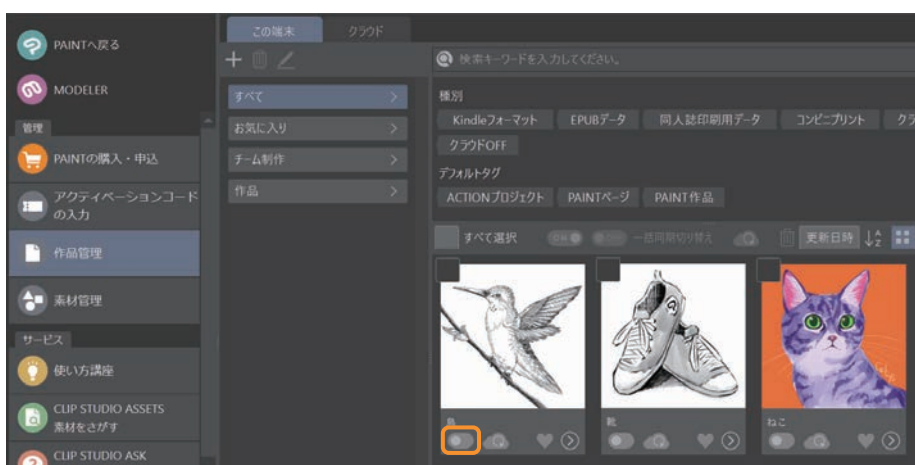 PAINTへ戻る
MODELER
管理
PAINTの購入・申込
アクティベーションコード
の入力
作品管理
素材管理
サービス
使い方講座
CLIP STUDIO ASSETS
素材をさがす
CLIP STUDIO ASK
この端末
クラウド
すべて
お気に入り
チーム制作
作品
検索キーワードを入力してください。
種別
Kindleフォーマット
EPUBデータ
同人誌印刷用データ
コンビニプリント
クラ
クラウドOFF
デフォルトタグ
ACTIONプロジェクト
PAINTページ
PAINT作品
すべて選択
ON
一括同期切り替え
更新日時
靴
ねこ